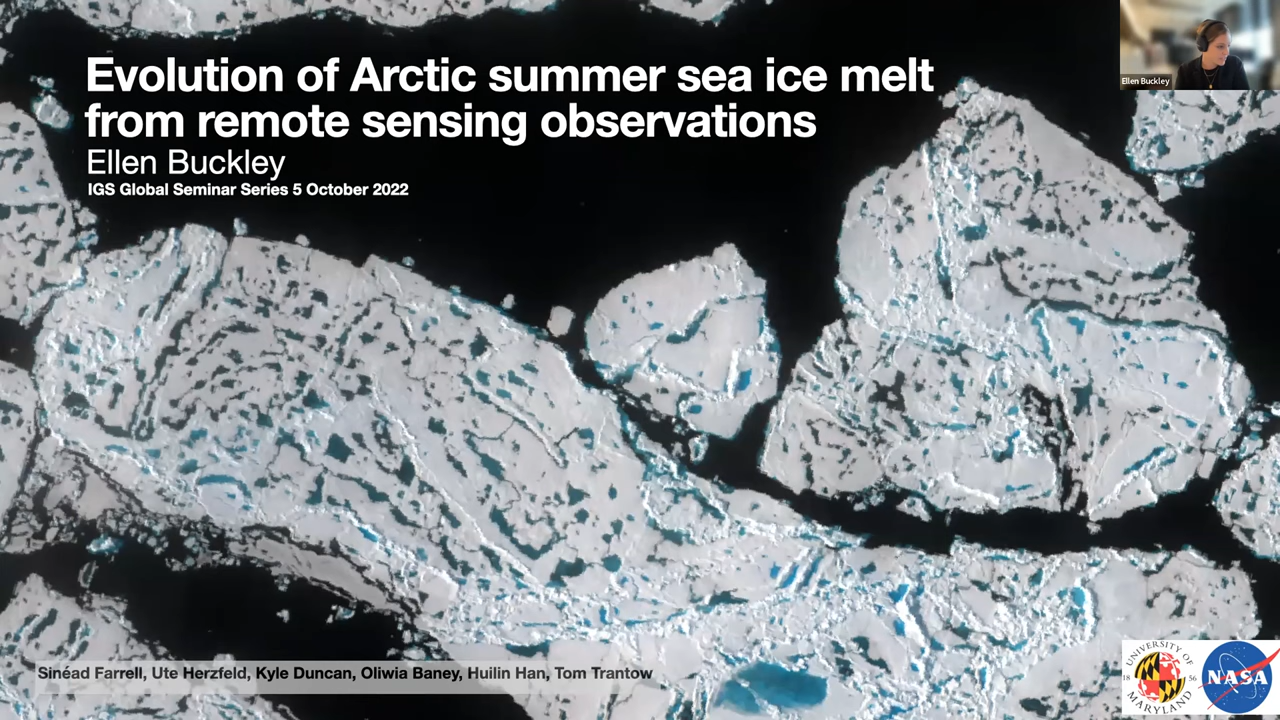 Evolution of Arctic summer sea ice melt
from remote sensing observations
Ellen Buckley
IGS Global Seminar Series 5 October 2022
Ellen Buckley
Sinéad Farrell, Ute Herzfeld, Kyle Duncan, Oliwia Baney, Huilin Han, Tom Trantow
UNIVERSITY OF
18 56
MARYLAND
NASA